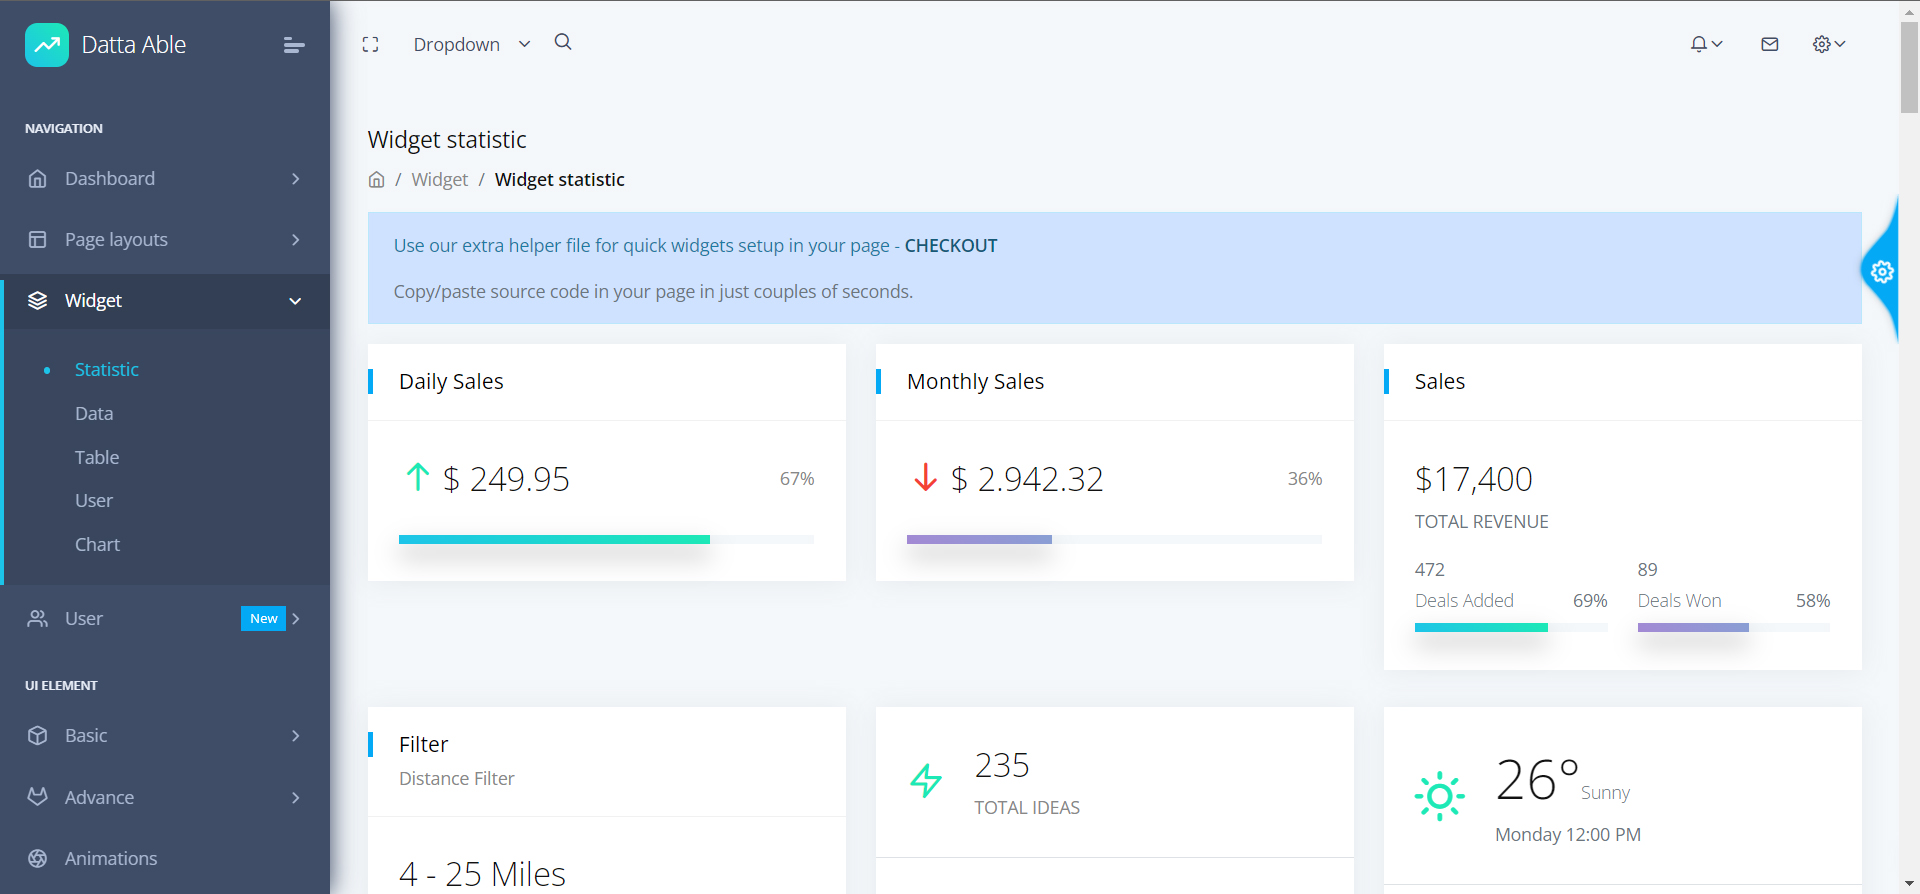 Datta Able
NAVIGATION
Dashboard
Page layouts
Widget
Statistic
Data
Table
User
Chart
User New
UI ELEMENT
Basic
Advance
Animations
Dropdown
Widget statistic
/ Widget / Widget statistic
Use our extra helper file for quick widgets setup in your page - CHECKOUT
Copy/paste source code in your page in just couples of seconds.
Daily Sales
$ 249.95 67%
Monthly Sales
$ 2.942.32 36%
Sales
$17,400
TOTAL REVENUE
472
Deals Added 69%
89
Deals Won 58%
Filter
Distance Filter
4 - 25 Miles
235
TOTAL IDEAS
26° Sunny
Monday 12:00 PM